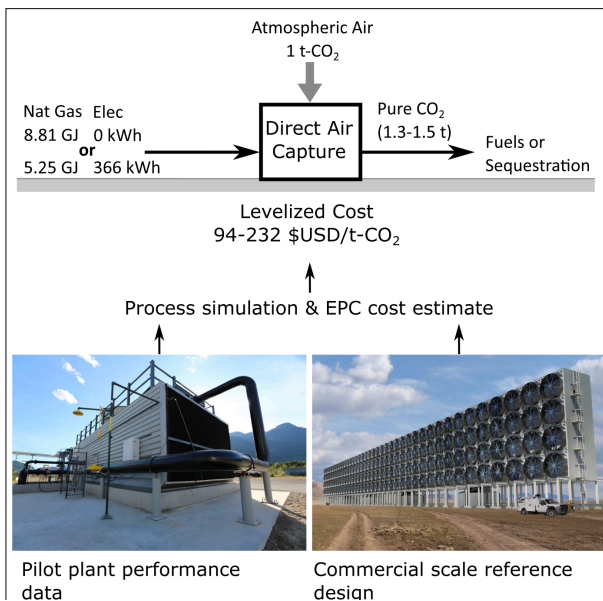 Atmospheric Air
1 t-CO₂
Nat Gas Elec
8.81 GJ 0 kWh
or
5.25 GJ 366 kWh
Direct Air
Capture
Pure CO₂
(1.3-1.5 t)
Fuels or
Sequestration
Levelized Cost
94-232 $USD/t-CO₂
Process simulation & EPC cost estimate
Pilot plant performance
data
Commercial scale reference
design